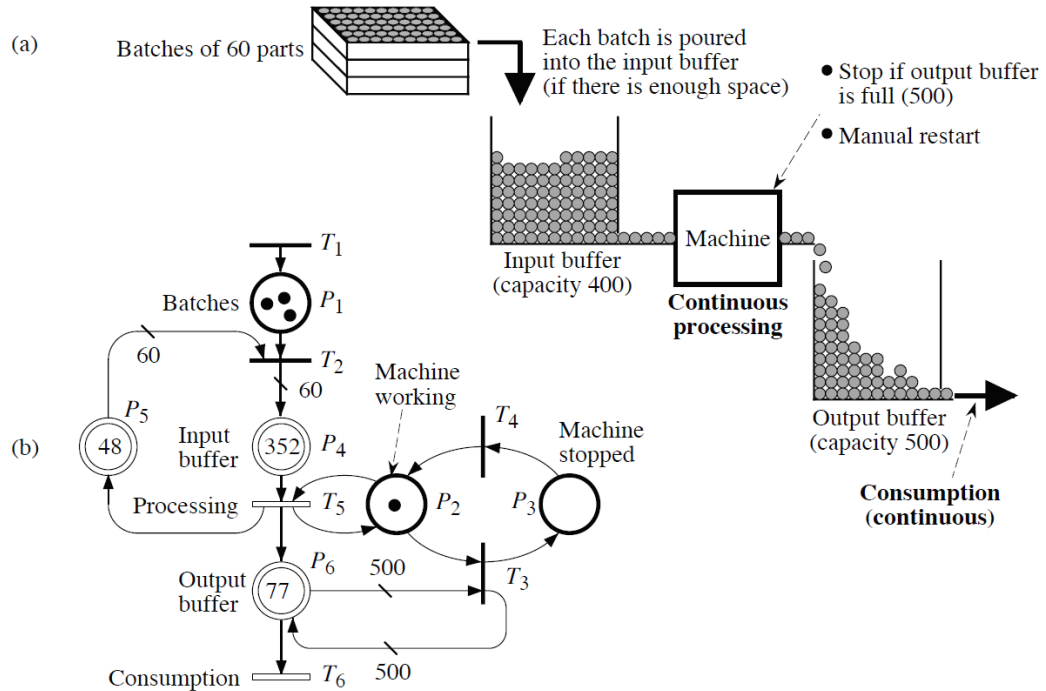 (a)
Batches of 60 parts
Each batch is poured
into the input buffer
(if there is enough space)
● Stop if output buffer
is full (500)
● Manual restart
Machine
Input buffer
(capacity 400)
Continuous
processing
Output buffer
(capacity 500)
Consumption
(continuous)
(b)
T1
Batches
P1
60
T2
60
Machine
working
P5
48
Input
buffer
352
P4
T4
Machine
stopped
Processing
T5
P2
P3
P6
500
T3
Output
buffer
77
500
Consumption
T6